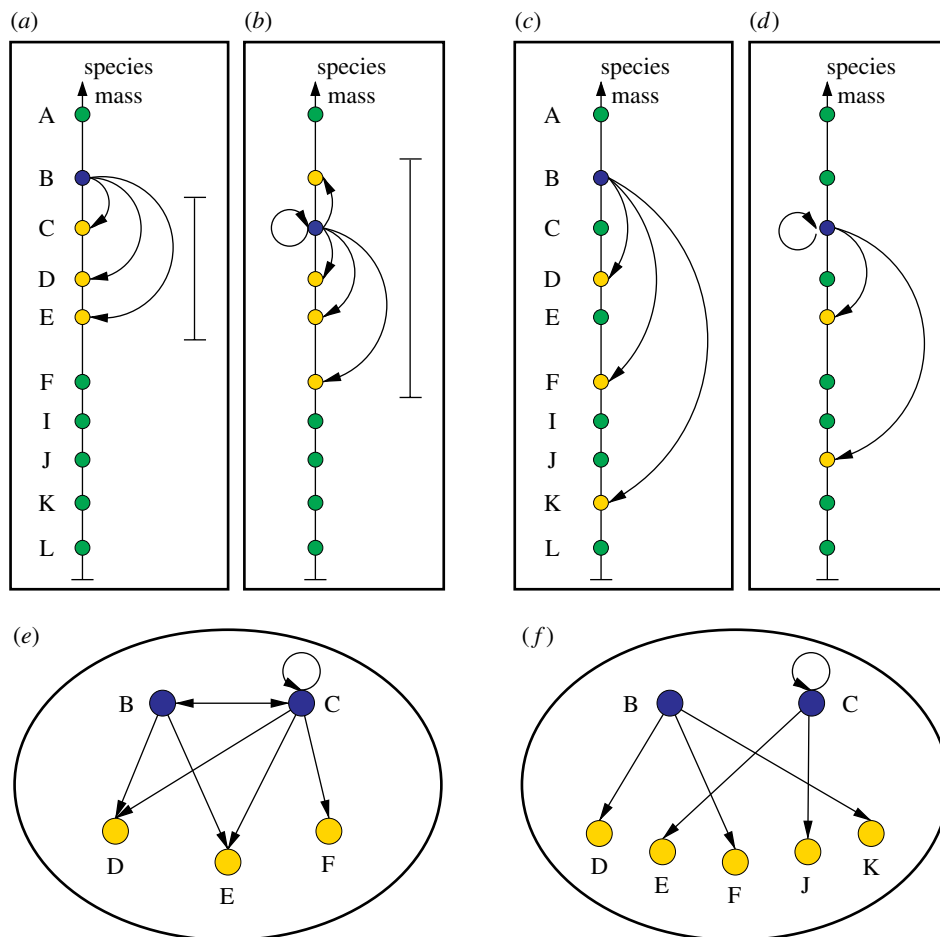 (a)
species
mass
A
B
C
D
E
F
I
J
K
L
(b)
species
mass
(c)
species
mass
A
B
C
D
E
F
I
J
K
L
(d)
species
mass
(e)
B
C
D
E
F
(f)
B
C
D
E
F
J
K